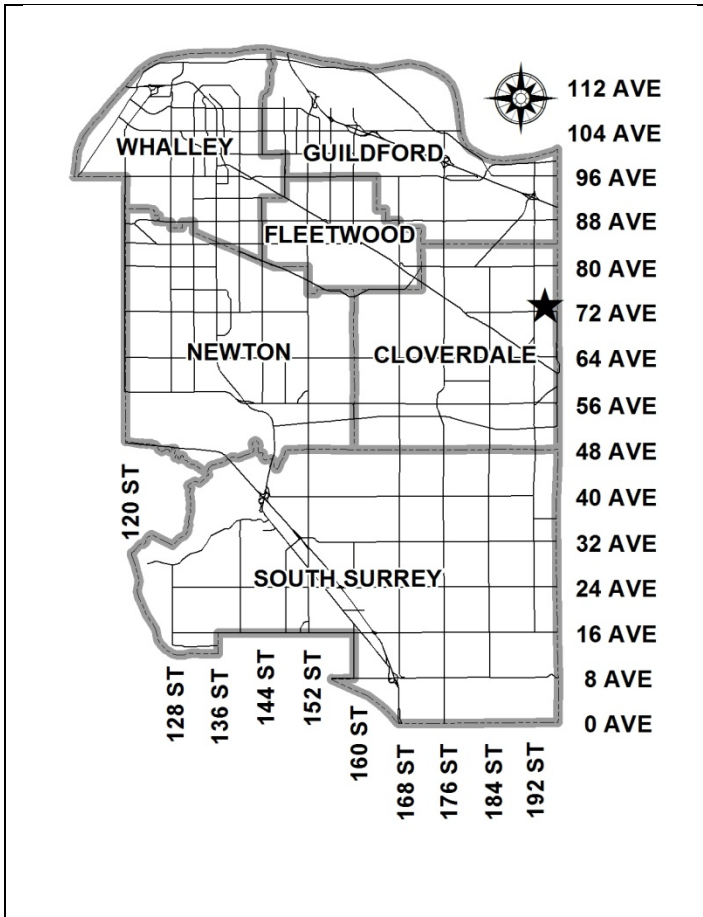 112 AVE
104 AVE
WHALLEY
GUILDFORD
96 AVE
88 AVE
FLEETWOOD
80 AVE
72 AVE
NEWTON
CLOVERDALE
64 AVE
56 AVE
48 AVE
120 ST
40 AVE
32 AVE
SOUTH SURREY
24 AVE
16 AVE
8 AVE
0 AVE
128 ST
136 ST
144 ST
152 ST
160 ST
168 ST
176 ST
184 ST
192 ST